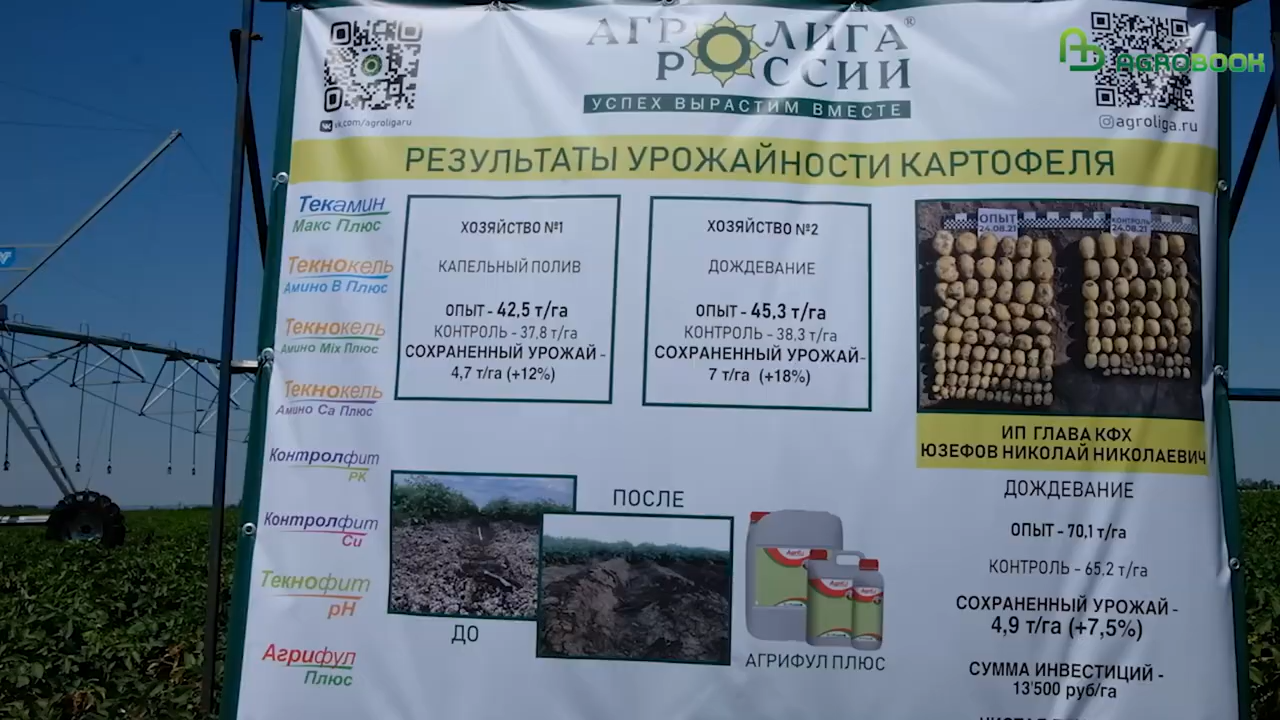 АГРОЛИГА®
РОССИИ
УСПЕХ ВЫРАСТИМ ВМЕСТЕ
vk.com/agroligaru
AGROBOOK
agroliga.ru
РЕЗУЛЬТАТЫ УРОЖАЙНОСТИ КАРТОФЕЛЯ
Текамин
Макс Плюс
Текнокель
Амино В Плюс
Текнокель
Амино Mix Плюс
Текнокель
Амино Са Плюс
Контролфит
РК
Контролфит
Си
Текнофит
рН
Агрифул
Плюс
ХОЗЯЙСТВО №1
КАПЕЛЬНЫЙ ПОЛИВ
ОПЫТ - 42,5 т/га
КОНТРОЛЬ - 37,8 т/га
СОХРАНЕННЫЙ УРОЖАЙ -
4,7 т/га (+12%)
ХОЗЯЙСТВО №2
ДОЖДЕВАНИЕ
ОПЫТ - 45,3 т/га
КОНТРОЛЬ - 38,3 т/га
СОХРАНЕННЫЙ УРОЖАЙ-
7 т/га (+18%)
ОПЫТ
24.08.21
КОНТРОЛЬ
24.08.21
ИП ГЛАВА КФХ
ЮЗЕФОВ НИКОЛАЙ НИКОЛАЕВИЧ
ДОЖДЕВАНИЕ
ОПЫТ - 70,1 т/га
КОНТРОЛЬ - 65,2 т/га
СОХРАНЕННЫЙ УРОЖАЙ -
4,9 т/га (+7,5%)
СУММА ИНВЕСТИЦИЙ -
13'500 руб/га
ДО
ПОСЛЕ
АГРИФУЛ ПЛЮС